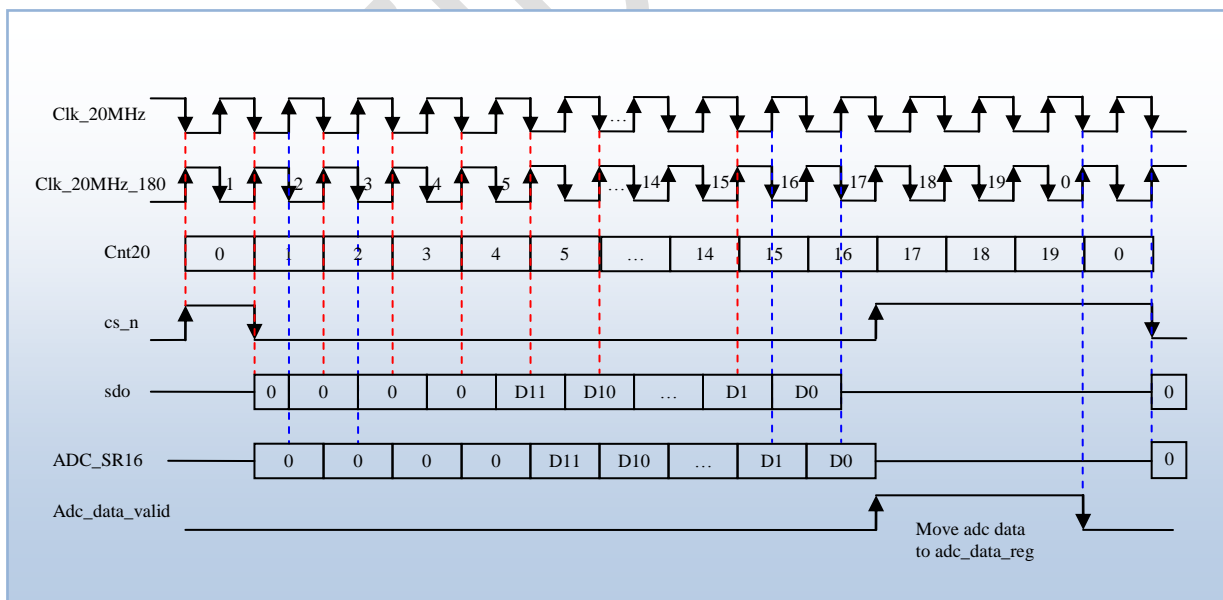 Clk_20MHz
…
Clk_20MHz_180
1 2 3 4 5 … 14 15 16 17 18 19 0
Cnt20
0 1 2 3 4 5 … 14 15 16 17 18 19 0
cs_n
sdo
0 0 0 0 D11 D10 … D1 D0 0
ADC_SR16
0 0 0 0 D11 D10 … D1 D0 0
Adc_data_valid
Move adc data
to adc_data_reg